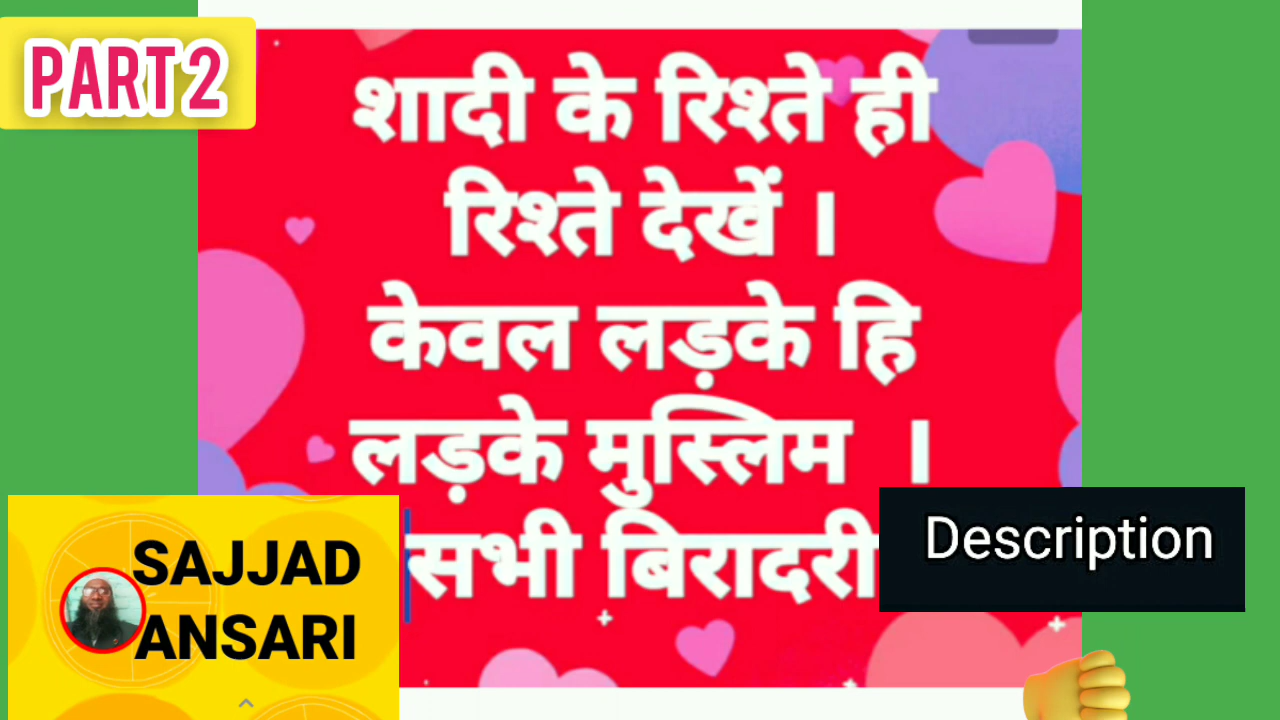 PART 2
शादी के रिश्ते ही
रिश्ते देखें ।
केवल लड़के हि
लड़के मुस्लिम ।
सभी बिरादरी
SAJJAD
ANSARI
Description